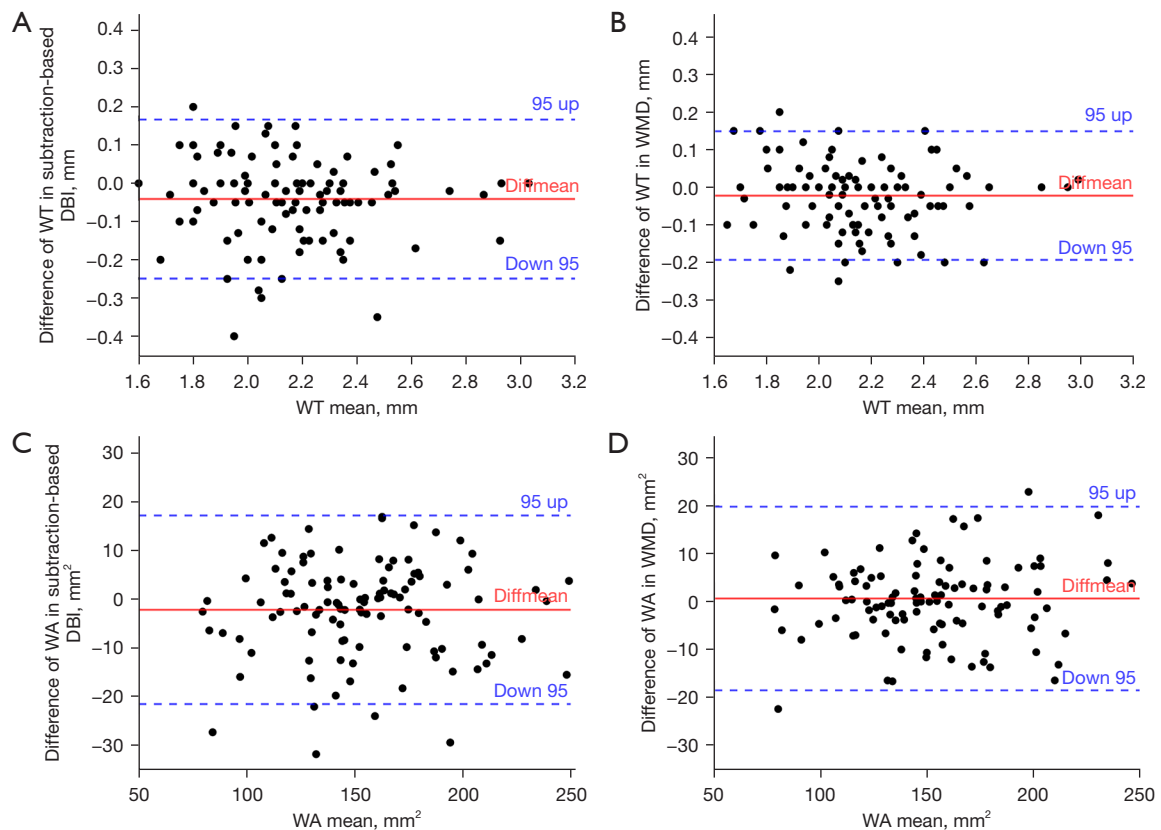 A
Difference of WT in subtraction-based
DBI, mm
0.4
0.3
0.2
0.1
0.0
−0.1
−0.2
−0.3
−0.4
95 up
Diffmean
Down 95
1.6 1.8 2.0 2.2 2.4 2.6 2.8 3.0 3.2
WT mean, mm
B
Difference of WT in WMD, mm
0.4
0.3
0.2
0.1
0.0
−0.1
−0.2
−0.3
−0.4
95 up
Diffmean
Down 95
1.6 1.8 2.0 2.2 2.4 2.6 2.8 3.0 3.2
WT mean, mm
C
Difference of WA in subtraction-based
DBI, mm²
30
20
10
0
−10
−20
−30
95 up
Diffmean
Down 95
50 100 150 200 250
WA mean, mm²
D
Difference of WA in WMD, mm²
30
20
10
0
−10
−20
−30
95 up
Diffmean
Down 95
50 100 150 200 250
WA mean, mm²